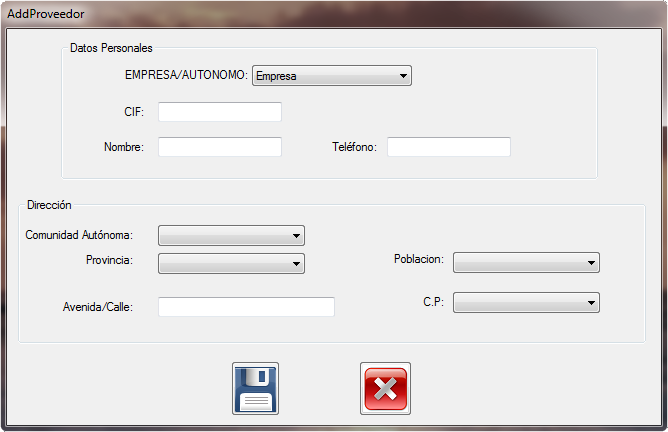 AddProveedor
Datos Personales
EMPRESA/AUTONOMO: Empresa
CIF:
Nombre: Teléfono:
Dirección
Comunidad Autónoma:
Provincia: Poblacion:
Avenida/Calle: C.P: